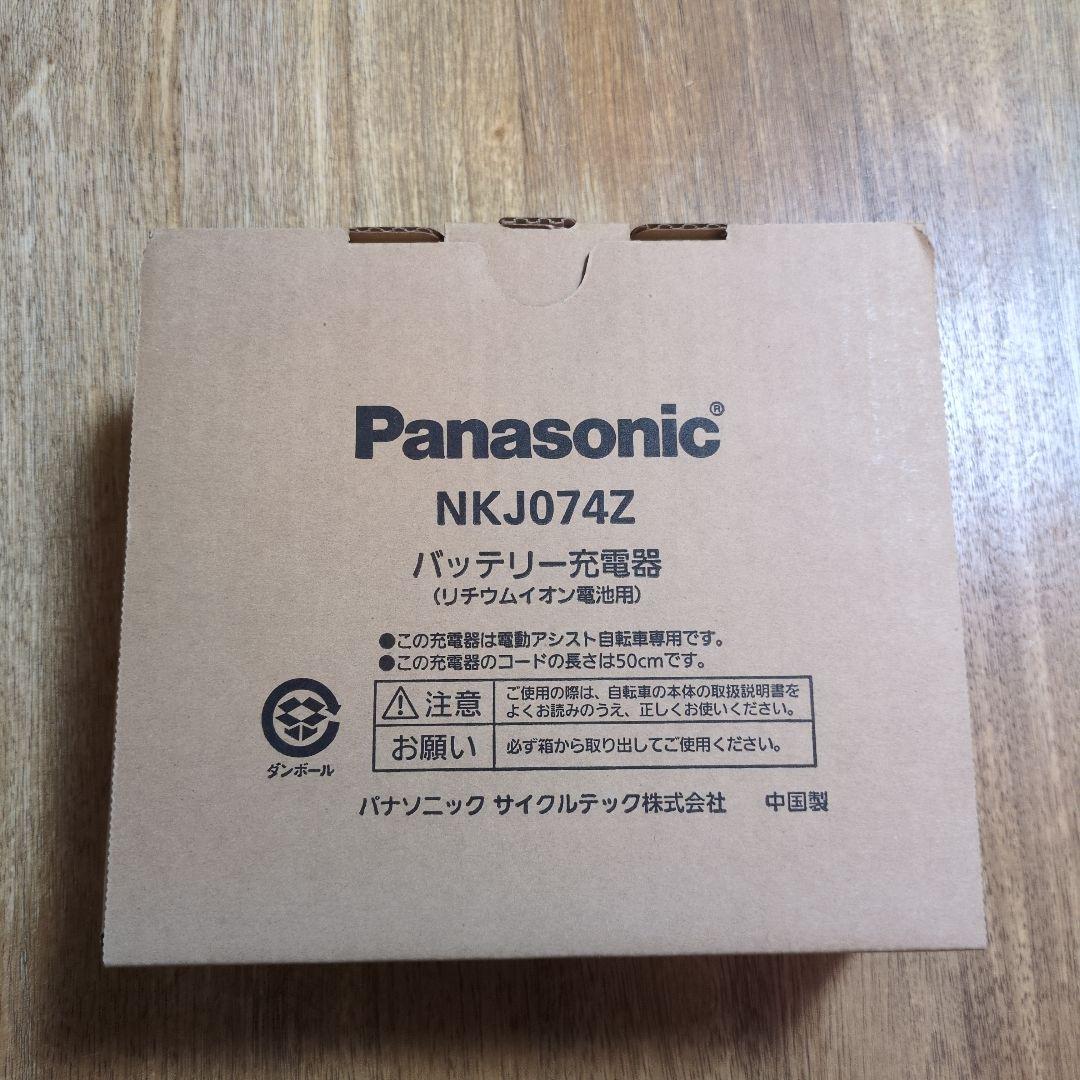 Panasonic®
NKJ074Z
バッテリー充電器
(リチウムイオン電池用)
●この充電器は電動アシスト自転車専用です。
●この充電器のコードの長さは50cmです。
注意
ご使用の際は、自転車の本体の取扱説明書を
よくお読みのうえ、正しくお使いください。
お願い
必ず箱から取り出してご使用ください。
ダンボール
パナソニック サイクルテック株式会社 中国製